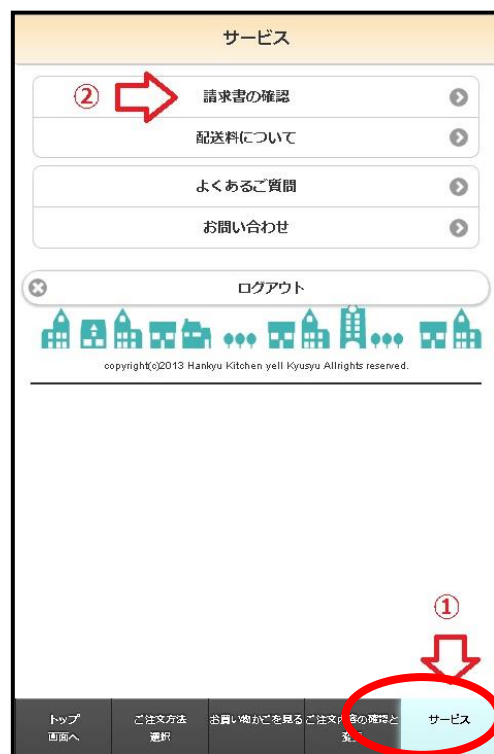 サービス
② 請求書の確認
配送料について
よくあるご質問
お問い合わせ
ログアウト
copyright(c)2013 Hankyu Kitchen yell Kyusyu Allrights reserved.
①
トップ
画面へ
ご注文方法
選択
お買い物かごを見る
ご注文内容の確認と
変更
サービス